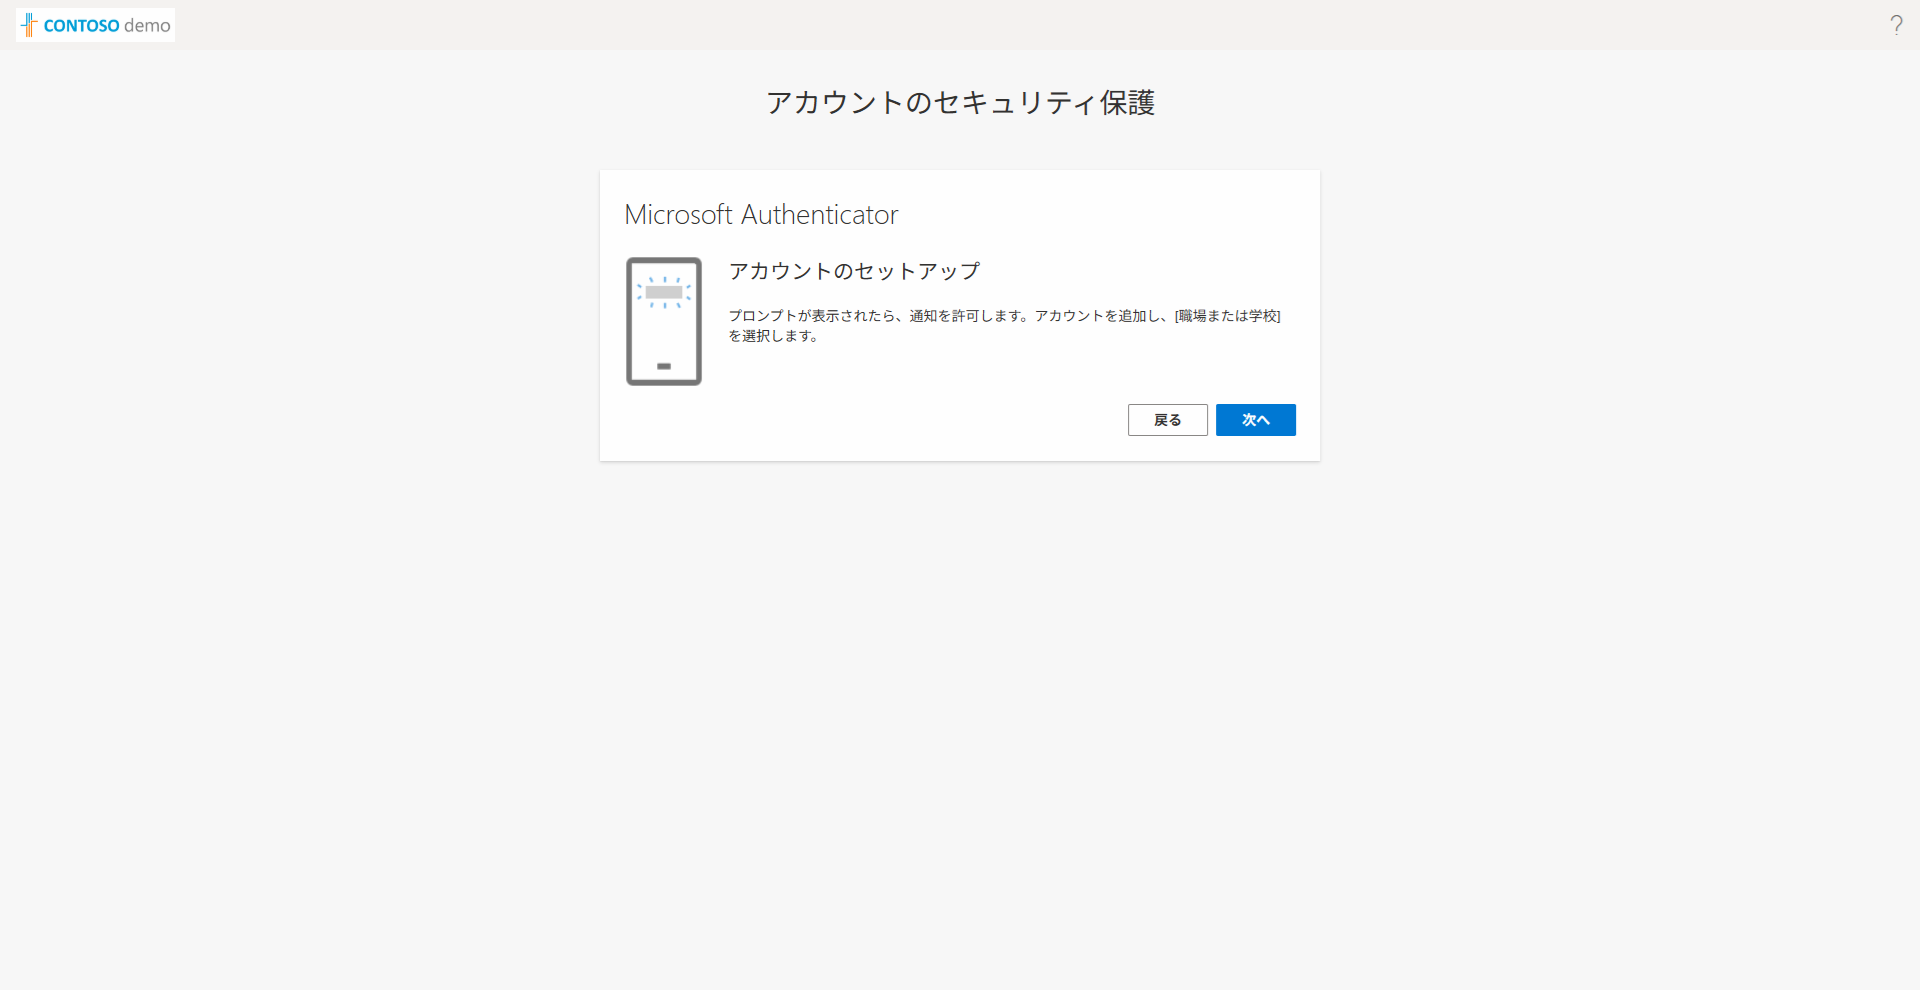 CONTOSO demo
?
アカウントのセキュリティ保護
Microsoft Authenticator
アカウントのセットアップ
プロンプトが表示されたら、通知を許可します。アカウントを追加し、[職場または学校]
を選択します。
戻る
次へ